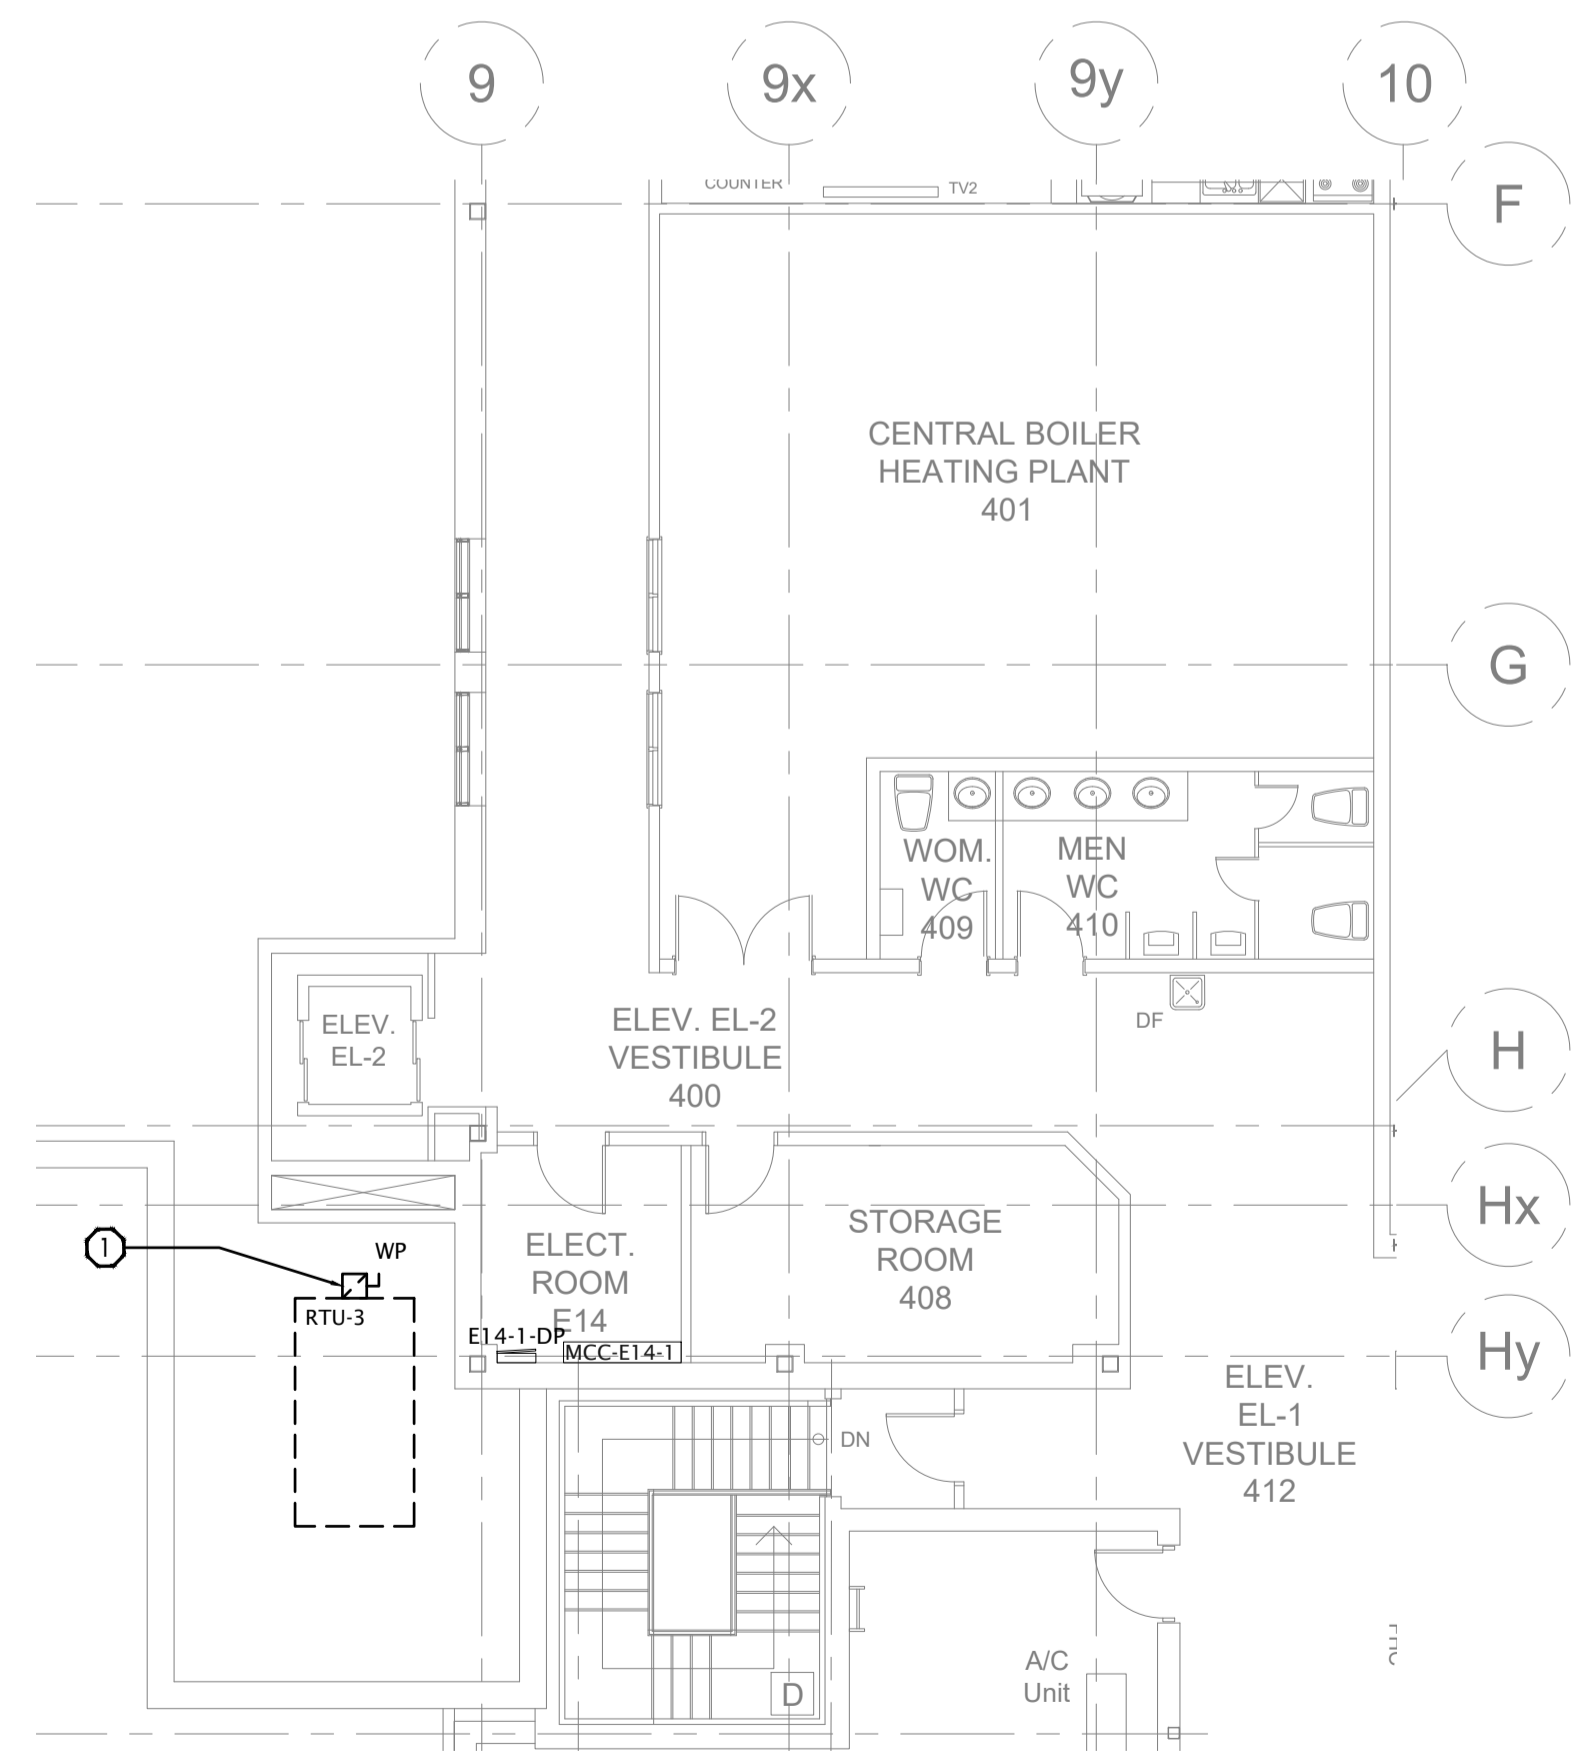 9
9x
9y
10
F
COUNTER
TV2
CENTRAL BOILER
HEATING PLANT
401
G
WOM.
WC
409
MEN
WC
410
ELEV.
EL-2
ELEV. EL-2
VESTIBULE
400
DF
H
Hx
1
WP
RTU-3
ELECT.
ROOM
E14
STORAGE
ROOM
408
E14-1-DP
MCC-E14-1
Hy
ELEV.
EL-1
VESTIBULE
412
DN
A/C
Unit
D